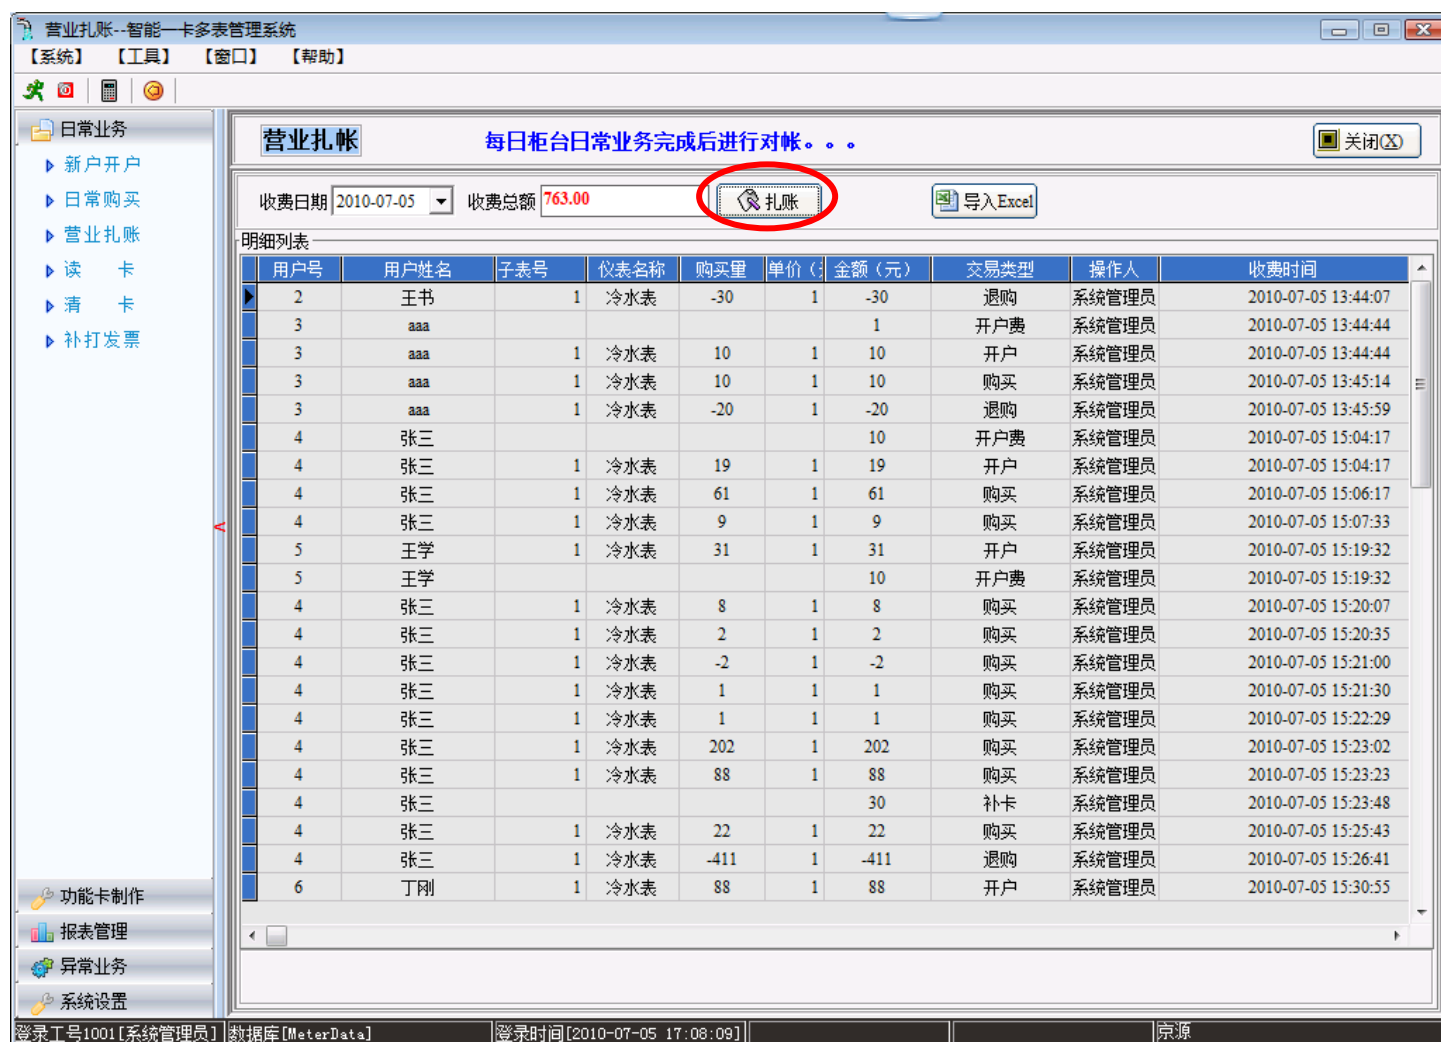 营业扎账--智能一卡多表管理系统
【系统】 【工具】 【窗口】 【帮助】
日常业务
新户开户
日常购买
营业扎账
读 卡
清 卡
补打发票
功能卡制作
报表管理
异常业务
系统设置
营业扎帐 每日柜台日常业务完成后进行对帐。。。 关闭(X)
收费日期 2010-07-05 收费总额 763.00 扎账 导入Excel
明细列表
用户号 用户姓名 子表号 仪表名称 购买量 单价( 金额(元) 交易类型 操作人 收费时间
2 王书 1 冷水表 -30 1 -30 退购 系统管理员 2010-07-05 13:44:07
3 aaa 1 开户费 系统管理员 2010-07-05 13:44:44
3 aaa 1 冷水表 10 1 10 开户 系统管理员 2010-07-05 13:44:44
3 aaa 1 冷水表 10 1 10 购买 系统管理员 2010-07-05 13:45:14
3 aaa 1 冷水表 -20 1 -20 退购 系统管理员 2010-07-05 13:45:59
4 张三 10 开户费 系统管理员 2010-07-05 15:04:17
4 张三 1 冷水表 19 1 19 开户 系统管理员 2010-07-05 15:04:17
4 张三 1 冷水表 61 1 61 购买 系统管理员 2010-07-05 15:06:17
4 张三 1 冷水表 9 1 9 购买 系统管理员 2010-07-05 15:07:33
5 王学 1 冷水表 31 1 31 开户 系统管理员 2010-07-05 15:19:32
5 王学 10 开户费 系统管理员 2010-07-05 15:19:32
4 张三 1 冷水表 8 1 8 购买 系统管理员 2010-07-05 15:20:07
4 张三 1 冷水表 2 1 2 购买 系统管理员 2010-07-05 15:20:35
4 张三 1 冷水表 -2 1 -2 购买 系统管理员 2010-07-05 15:21:00
4 张三 1 冷水表 1 1 1 购买 系统管理员 2010-07-05 15:21:30
4 张三 1 冷水表 1 1 1 购买 系统管理员 2010-07-05 15:22:29
4 张三 1 冷水表 202 1 202 购买 系统管理员 2010-07-05 15:23:02
4 张三 1 冷水表 88 1 88 购买 系统管理员 2010-07-05 15:23:23
4 张三 30 补卡 系统管理员 2010-07-05 15:23:48
4 张三 1 冷水表 22 1 22 购买 系统管理员 2010-07-05 15:25:43
4 张三 1 冷水表 -411 1 -411 退购 系统管理员 2010-07-05 15:26:41
6 丁刚 1 冷水表 88 1 88 开户 系统管理员 2010-07-05 15:30:55
登录工号1001[系统管理员] 数据库[MeterData] 登录时间[2010-07-05 17:08:09] 京源